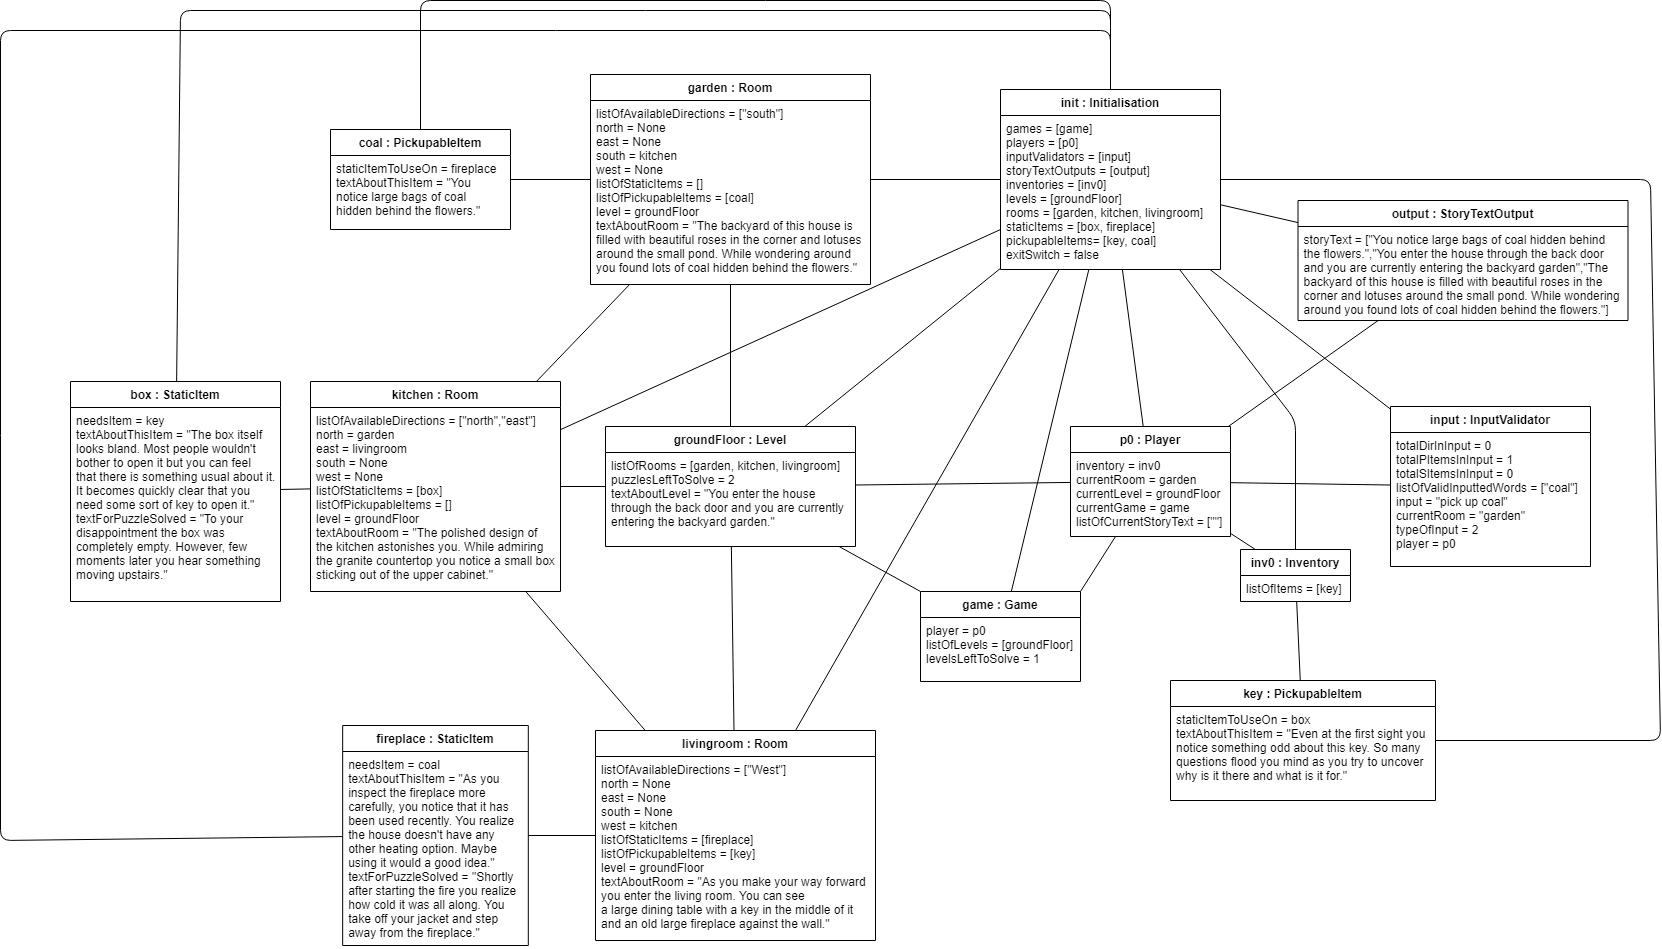 garden : Room
listOfAvailableDirections = ["south"]
north = None
east = None
south = kitchen
west = None
listOfStaticItems = []
listOfPickupableItems = [coal]
level = groundFloor
textAboutRoom = "The backyard of this house is
filled with beautiful roses in the corner and lotuses
around the small pond. While wondering around
you found lots of coal hidden behind the flowers."
init : Initialisation
games = [game]
players = [p0]
inputValidators = [input]
storyTextOutputs = [output]
inventories = [inv0]
levels = [groundFloor]
rooms = [garden, kitchen, livingroom]
staticItems = [box, fireplace]
pickupableItems= [key, coal]
exitSwitch = false
coal : PickupableItem
staticItemToUseOn = fireplace
textAboutThisItem = "You
notice large bags of coal
hidden behind the flowers."
output : StoryTextOutput
storyText = ["You notice large bags of coal hidden behind
the flowers.","You enter the house through the back door
and you are currently entering the backyard garden","The
backyard of this house is filled with beautiful roses in the
corner and lotuses around the small pond. While wondering
around you found lots of coal hidden behind the flowers."]
box : StaticItem
needsItem = key
textAboutThisItem = "The box itself
looks bland. Most people wouldn't
bother to open it but you can feel
that there is something usual about it.
It becomes quickly clear that you
need some sort of key to open it."
textForPuzzleSolved = "To your
disappointment the box was
completely empty. However, few
moments later you hear something
moving upstairs."
kitchen : Room
listOfAvailableDirections = ["north","east"]
north = garden
east = livingroom
south = None
west = None
listOfStaticItems = [box]
listOfPickupableItems = []
level = groundFloor
textAboutRoom = "The polished design of
the kitchen astonishes you. While admiring
the granite countertop you notice a small box
sticking out of the upper cabinet."
groundFloor : Level
listOfRooms = [garden, kitchen, livingroom]
puzzlesLeftToSolve = 2
textAboutLevel = "You enter the house
through the back door and you are currently
entering the backyard garden."
p0 : Player
inventory = inv0
currentRoom = garden
currentLevel = groundFloor
currentGame = game
listOfCurrentStoryText = [""]
input : InputValidator
totalDirInInput = 0
totalPItemsInInput = 1
totalSItemsInInput = 0
listOfValidInputtedWords = ["coal"]
input = "pick up coal"
currentRoom = "garden"
typeOfInput = 2
player = p0
inv0 : Inventory
listOfItems = [key]
game : Game
player = p0
listOfLevels = [groundFloor]
levelsLeftToSolve = 1
key : PickupableItem
staticItemToUseOn = box
textAboutThisItem = "Even at the first sight you
notice something odd about this key. So many
questions flood you mind as you try to uncover
why is it there and what is it for."
fireplace : StaticItem
needsItem = coal
textAboutThisItem = "As you
inspect the fireplace more
carefully, you notice that it has
been used recently. You realize
the house doesn't have any
other heating option. Maybe
using it would a good idea."
textForPuzzleSolved = "Shortly
after starting the fire you realize
how cold it was all along. You
take off your jacket and step
away from the fireplace."
livingroom : Room
listOfAvailableDirections = ["West"]
north = None
east = None
south = None
west = kitchen
listOfStaticItems = [fireplace]
listOfPickupableItems = [key]
level = groundFloor
textAboutRoom = "As you make your way forward
you enter the living room. You can see
a large dining table with a key in the middle of it
and an old large fireplace against the wall."